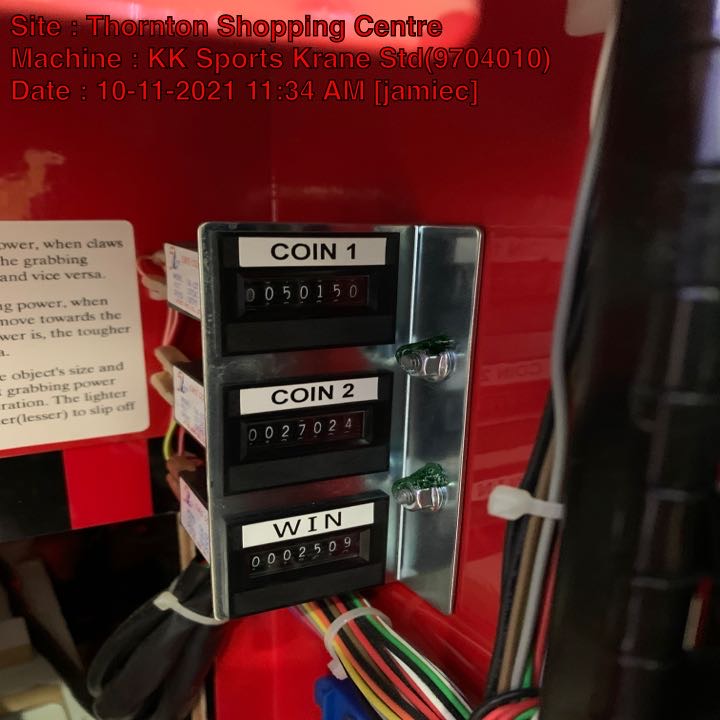 Site : Thornton Shopping Centre
Machine : KK Sports Krane Std(9704010)
Date : 10-11-2021 11:34 AM [jamiec]
ower, when claws
he grabbing
and vice versa.
ng power, when
move towards the
wer is, the tougher
a.
e object's size and
t grabbing power
ration. The lighter
er(lesser) to slip off
COIN 1
0050150
COIN 2
0027024
WIN
0002509